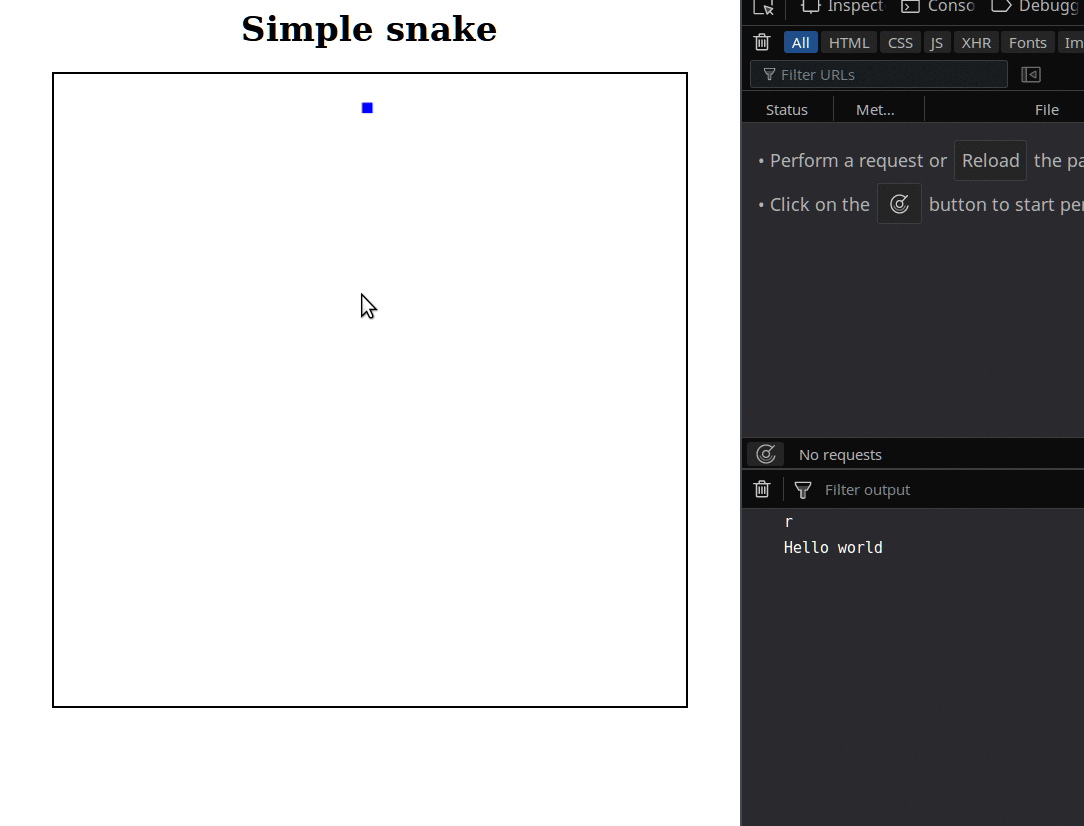 Simple snake
Inspect Conso Debugg
All HTML CSS JS XHR Fonts Im
Filter URLs
Status Met... File
• Perform a request or Reload the pa
• Click on the button to start per
No requests
Filter output
r
Hello world